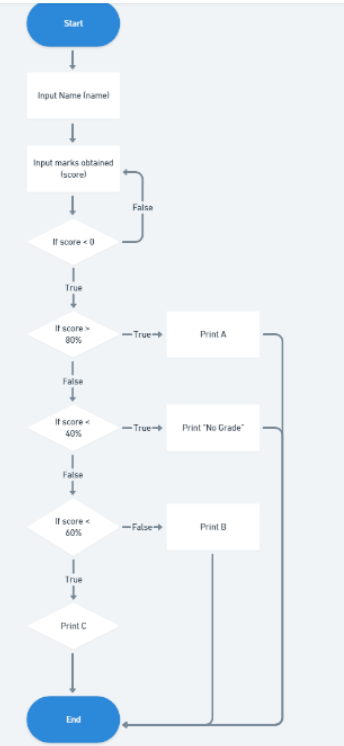 Start
Input Name (name)
Input marks obtained
(score)
False
If score < 0
True
If score >
80%
True
Print A
False
If score <
40%
True
Print "No Grade"
False
If score <
60%
False
Print B
True
Print C
End